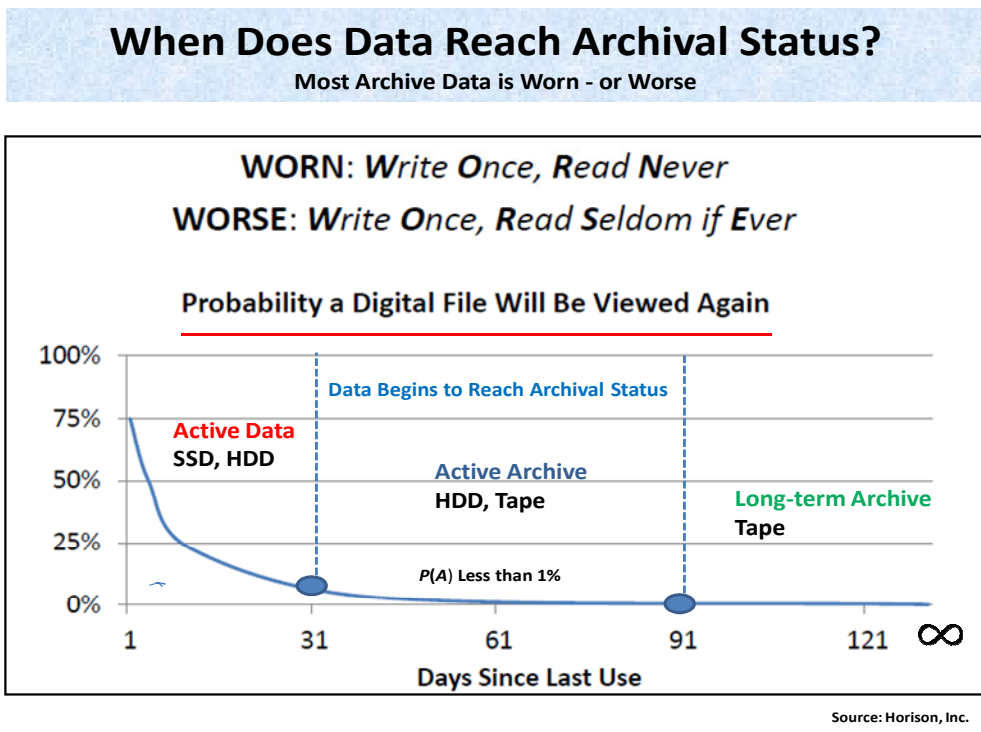 When Does Data Reach Archival Status?
Most Archive Data is Worn - or Worse
WORN: Write Once, Read Never
WORSE: Write Once, Read Seldom if Ever
Probability a Digital File Will Be Viewed Again
100%
Data Begins to Reach Archival Status
75%
Active Data
SSD, HDD
50%
Active Archive
HDD, Tape
Long-term Archive
Tape
25%
P(A) Less than 1%
0%
1 31 61 91 121 ∞
Days Since Last Use
Source: Horison, Inc.